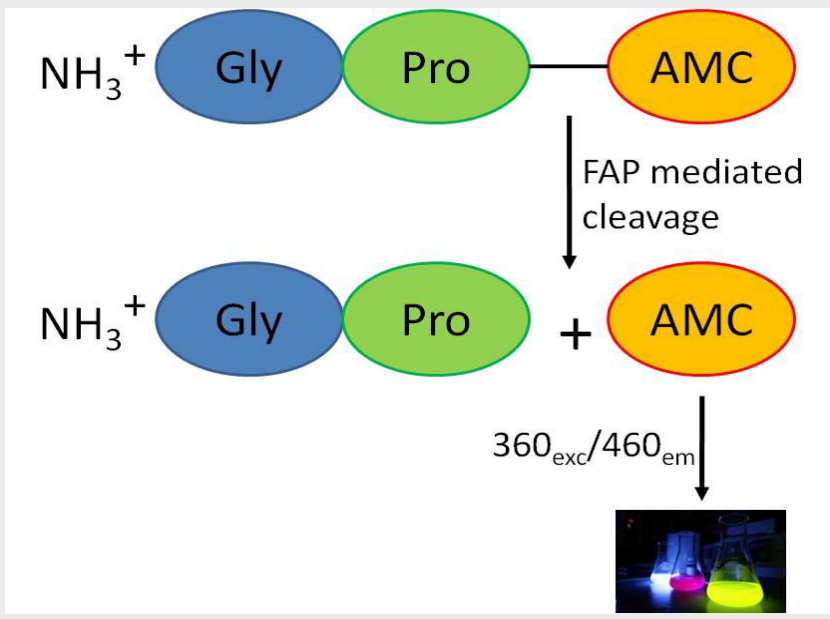 NH₃⁺ Gly Pro AMC
FAP mediated
cleavage
NH₃⁺ Gly Pro + AMC
360exc/460em